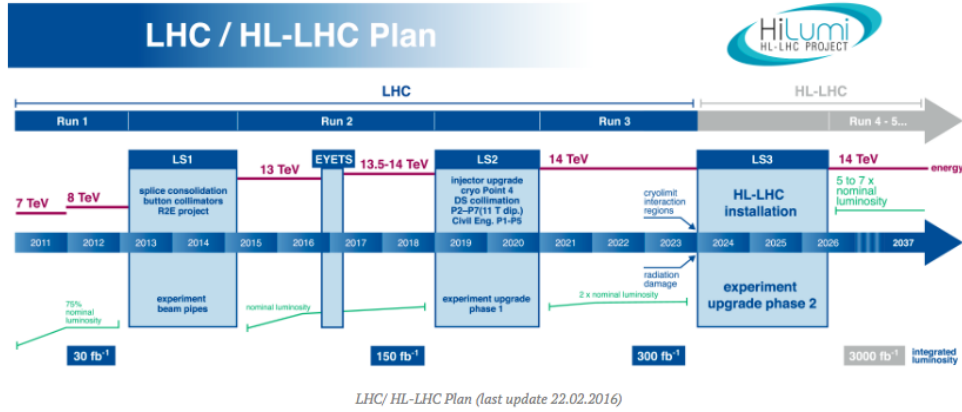 LHC / HL-LHC Plan
HiLumi
HL-LHC PROJECT
LHC
HL-LHC
Run 1
Run 2
Run 3
Run 4 - 5...
LS1
EYETS
LS2
LS3
7 TeV
8 TeV
13 TeV
13.5-14 TeV
14 TeV
14 TeV
energy
splice consolidation
button collimators
R2E project
injector upgrade
cryo Point 4
DS collimation
P2-P7(11 T dip.)
Civil Eng. P1-P5
cryolimit
interaction
regions
HL-LHC
installation
5 to 7 x
nominal
luminosity
2011 2012 2013 2014 2015 2016 2017 2018 2019 2020 2021 2022 2023 2024 2025 2026 2037
75%
nominal
luminosity
experiment
beam pipes
nominal luminosity
experiment upgrade
phase 1
2 x nominal luminosity
radiation
damage
experiment
upgrade phase 2
30 fb⁻¹
150 fb⁻¹
300 fb⁻¹
3000 fb⁻¹
integrated
luminosity
LHC/ HL-LHC Plan (last update 22.02.2016)